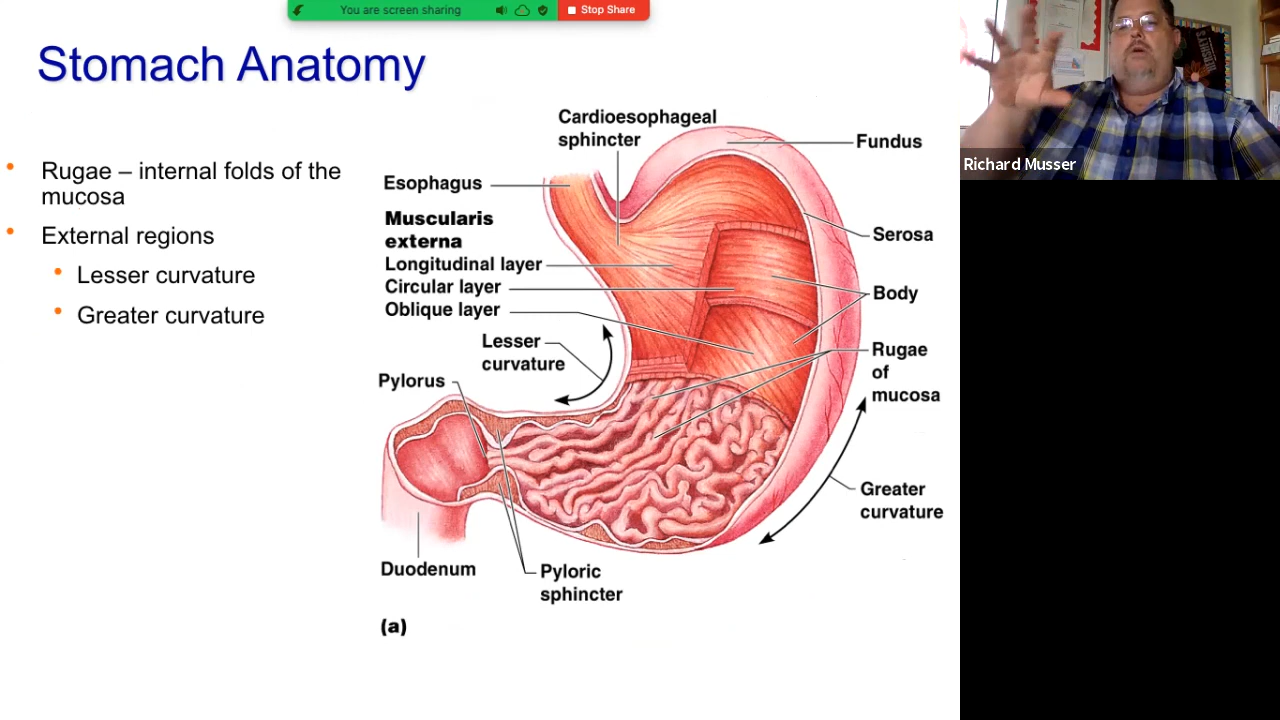 You are screen sharing
Stop Share
Stomach Anatomy
Rugae – internal folds of the
mucosa
External regions
Lesser curvature
Greater curvature
Cardioesophageal
sphincter
Fundus
Esophagus
Muscularis
externa
Longitudinal layer
Circular layer
Oblique layer
Serosa
Body
Lesser
curvature
Rugae
of
mucosa
Pylorus
Greater
curvature
Duodenum
Pyloric
sphincter
(a)
HERSHEY'S
Richard Musser